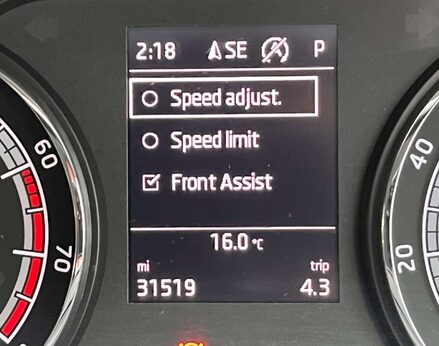 2:18 SE P
Speed adjust.
Speed limit
Front Assist
16.0 °C
mi trip
31519 4.3
60
70
40
20